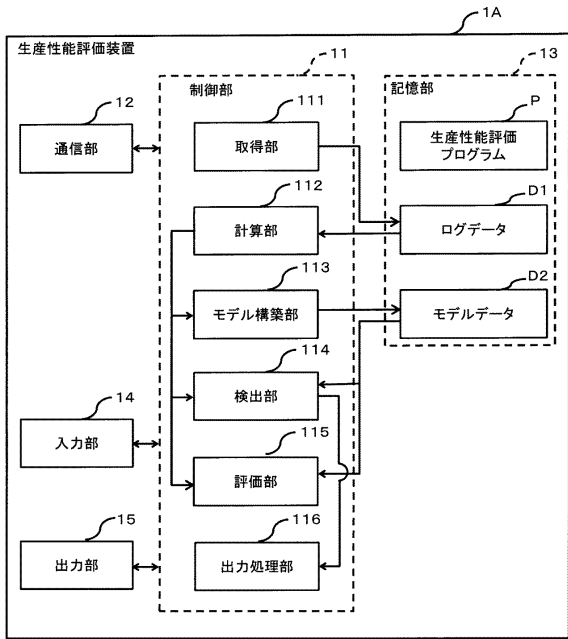 1A
生産性能評価装置
11
13
制御部
記憶部
12
通信部
111
取得部
P
生産性能評価
プログラム
112
計算部
D1
ログデータ
113
モデル構築部
D2
モデルデータ
114
検出部
14
入力部
115
評価部
15
出力部
116
出力処理部